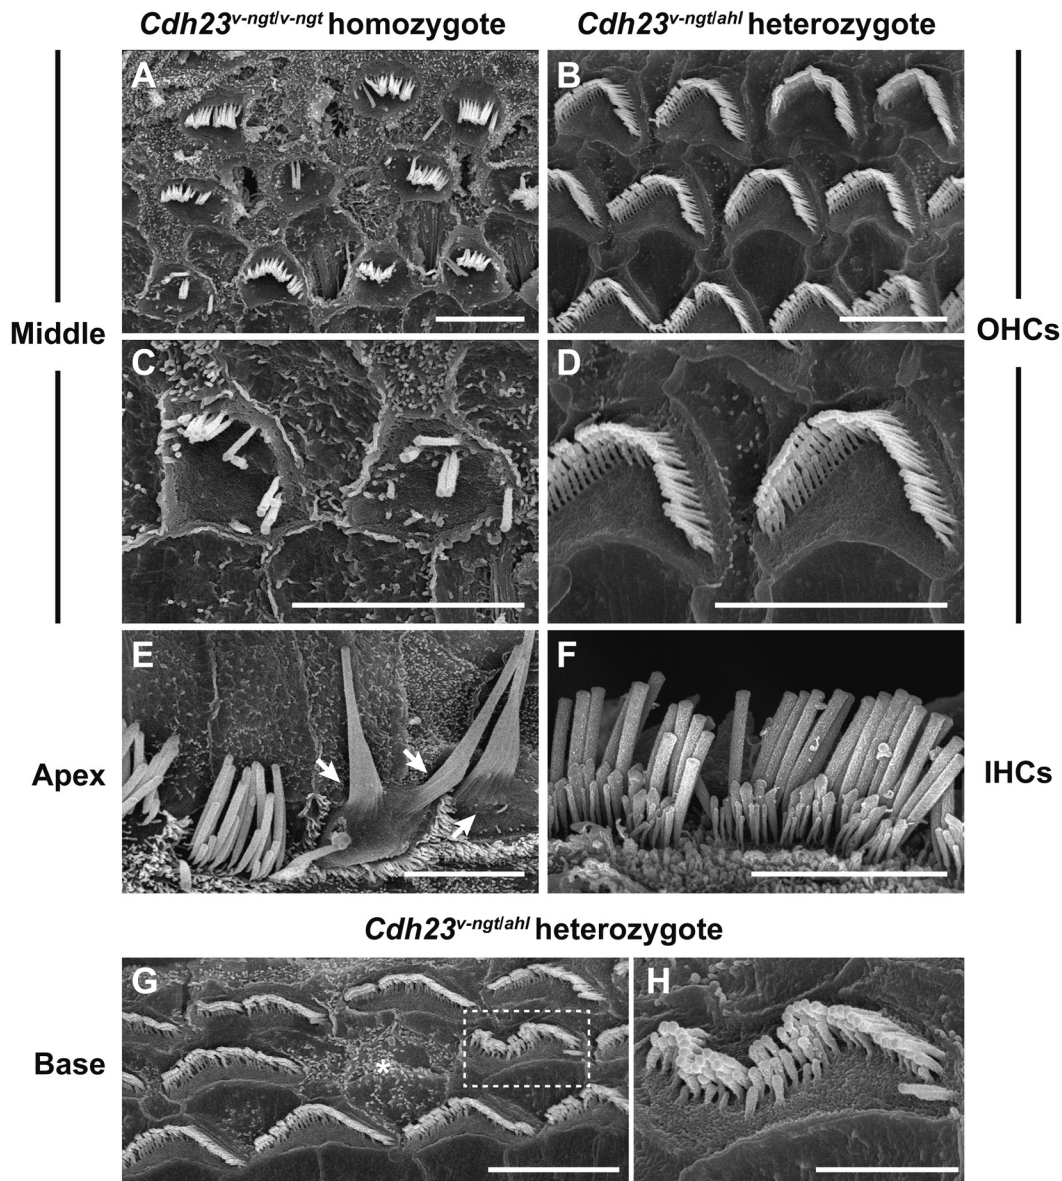 Cdh23v-ngt/v-ngt homozygote
Cdh23v-ngt/ahl heterozygote
A
B
Middle
OHCs
C
D
E
F
Apex
IHCs
Cdh23v-ngt/ahl heterozygote
G
H
*
Base